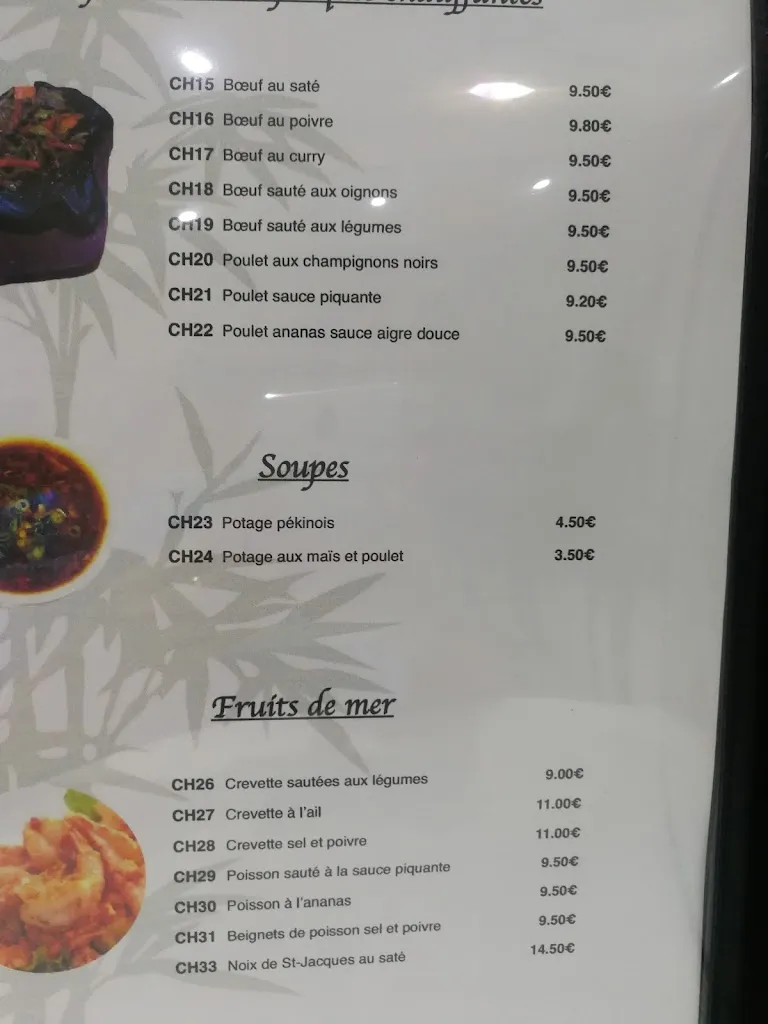 chauffantes
CH15 Bœuf au saté 9.50€
CH16 Bœuf au poivre 9.80€
CH17 Bœuf au curry 9.50€
CH18 Bœuf sauté aux oignons 9.50€
CH19 Bœuf sauté aux légumes 9.50€
CH20 Poulet aux champignons noirs 9.50€
CH21 Poulet sauce piquante 9.20€
CH22 Poulet ananas sauce aigre douce 9.50€
Soupes
CH23 Potage pékinois 4.50€
CH24 Potage aux maïs et poulet 3.50€
Fruits de mer
CH26 Crevette sautées aux légumes 9.00€
CH27 Crevette à l'ail 11.00€
CH28 Crevette sel et poivre 11.00€
CH29 Poisson sauté à la sauce piquante 9.50€
CH30 Poisson à l'ananas 9.50€
CH31 Beignets de poisson sel et poivre 9.50€
CH33 Noix de St-Jacques au saté 14.50€